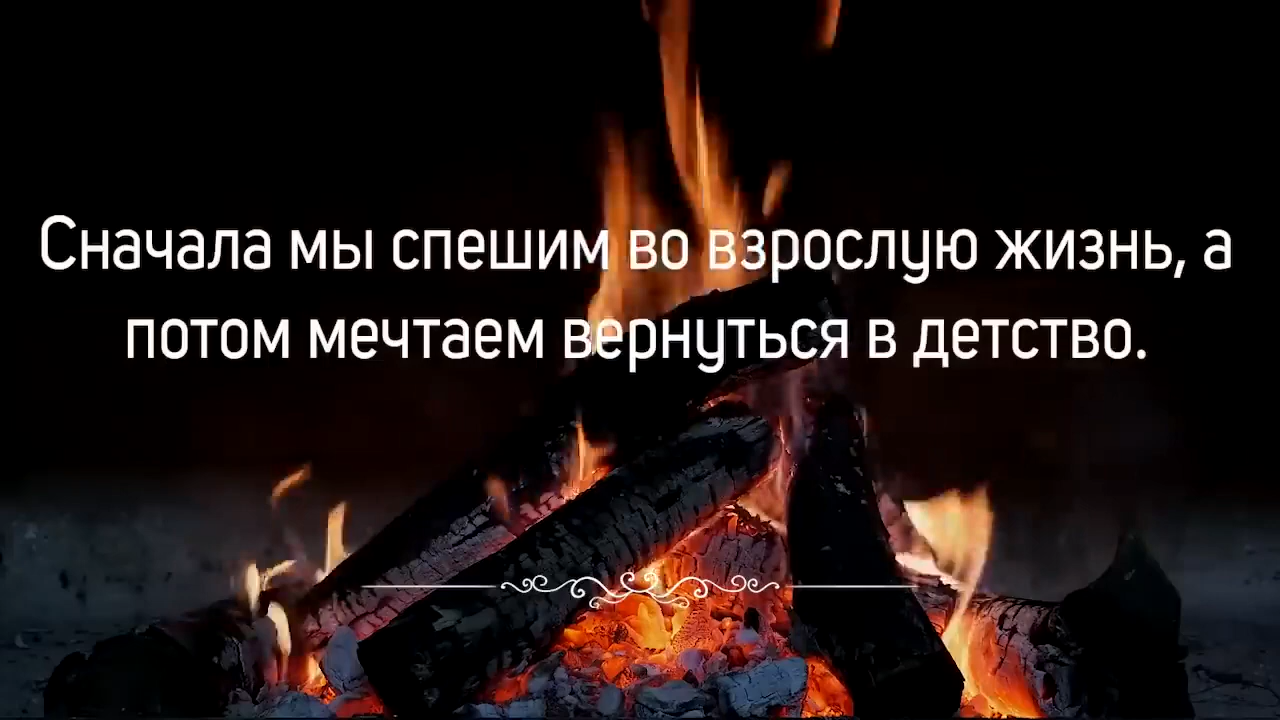 Сначала мы спешим во взрослую жизнь, а
потом мечтаем вернуться в детство.